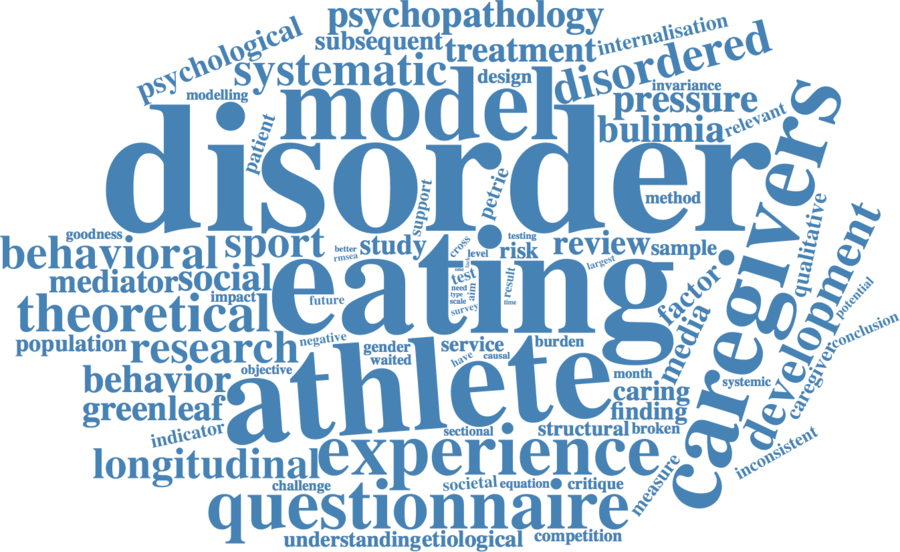 psychopathology
psychological
subsequent
treatment
internalisation
systematic
design
disordered
modelling
model
invariance
pressure
bulimia
relevant
patient
disorder
caregivers
support
petrie
method
goodness
behavioral
sport
better
rmsea
study
cross
level
testing
risk
review
sample
qualitative
mediator
social
eating
test
result
largest
factor
development
impact
future
need
type
scale
aim
time
survey
theoretical
media
potential
population
research
negative
gender
waited
service
have
causal
burden
conclusion
caregiver
behavior
objective
athlete
month
systemic
greenleaf
caring
finding
indicator
sectional
structural
broken
longitudinal
experience
inconsistent
challenge
societal
equation
critique
measure
questionnaire
understanding
etiological
competition